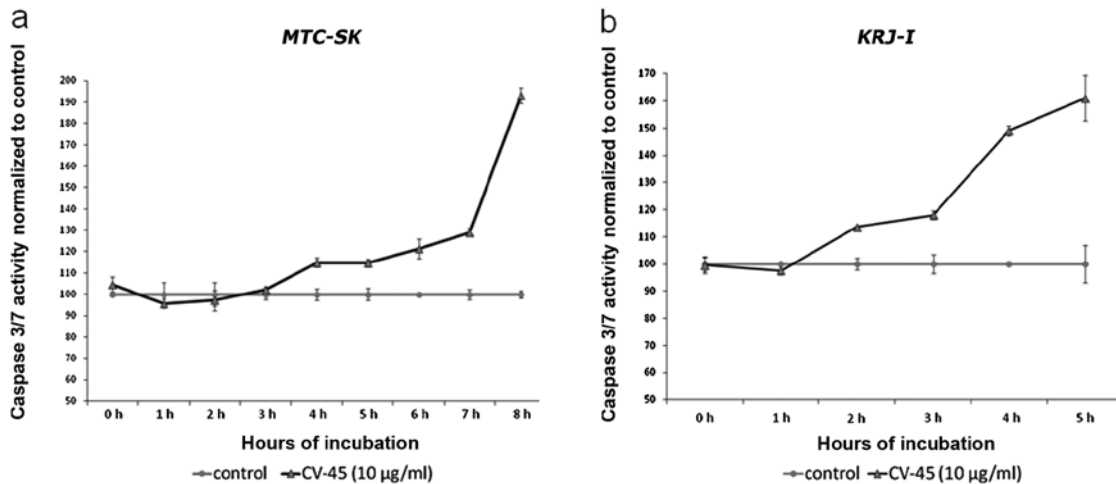 a
MTC-SK
Caspase 3/7 activity normalized to control
200
190
180
170
160
150
140
130
120
110
100
90
80
70
60
50
0 h 1 h 2 h 3 h 4 h 5 h 6 h 7 h 8 h
Hours of incubation
control CV-45 (10 µg/ml)
b
KRJ-I
Caspase 3/7 activity normalized to control
170
160
150
140
130
120
110
100
90
80
70
60
50
0 h 1 h 2 h 3 h 4 h 5 h
Hours of incubation
control CV-45 (10 µg/ml)